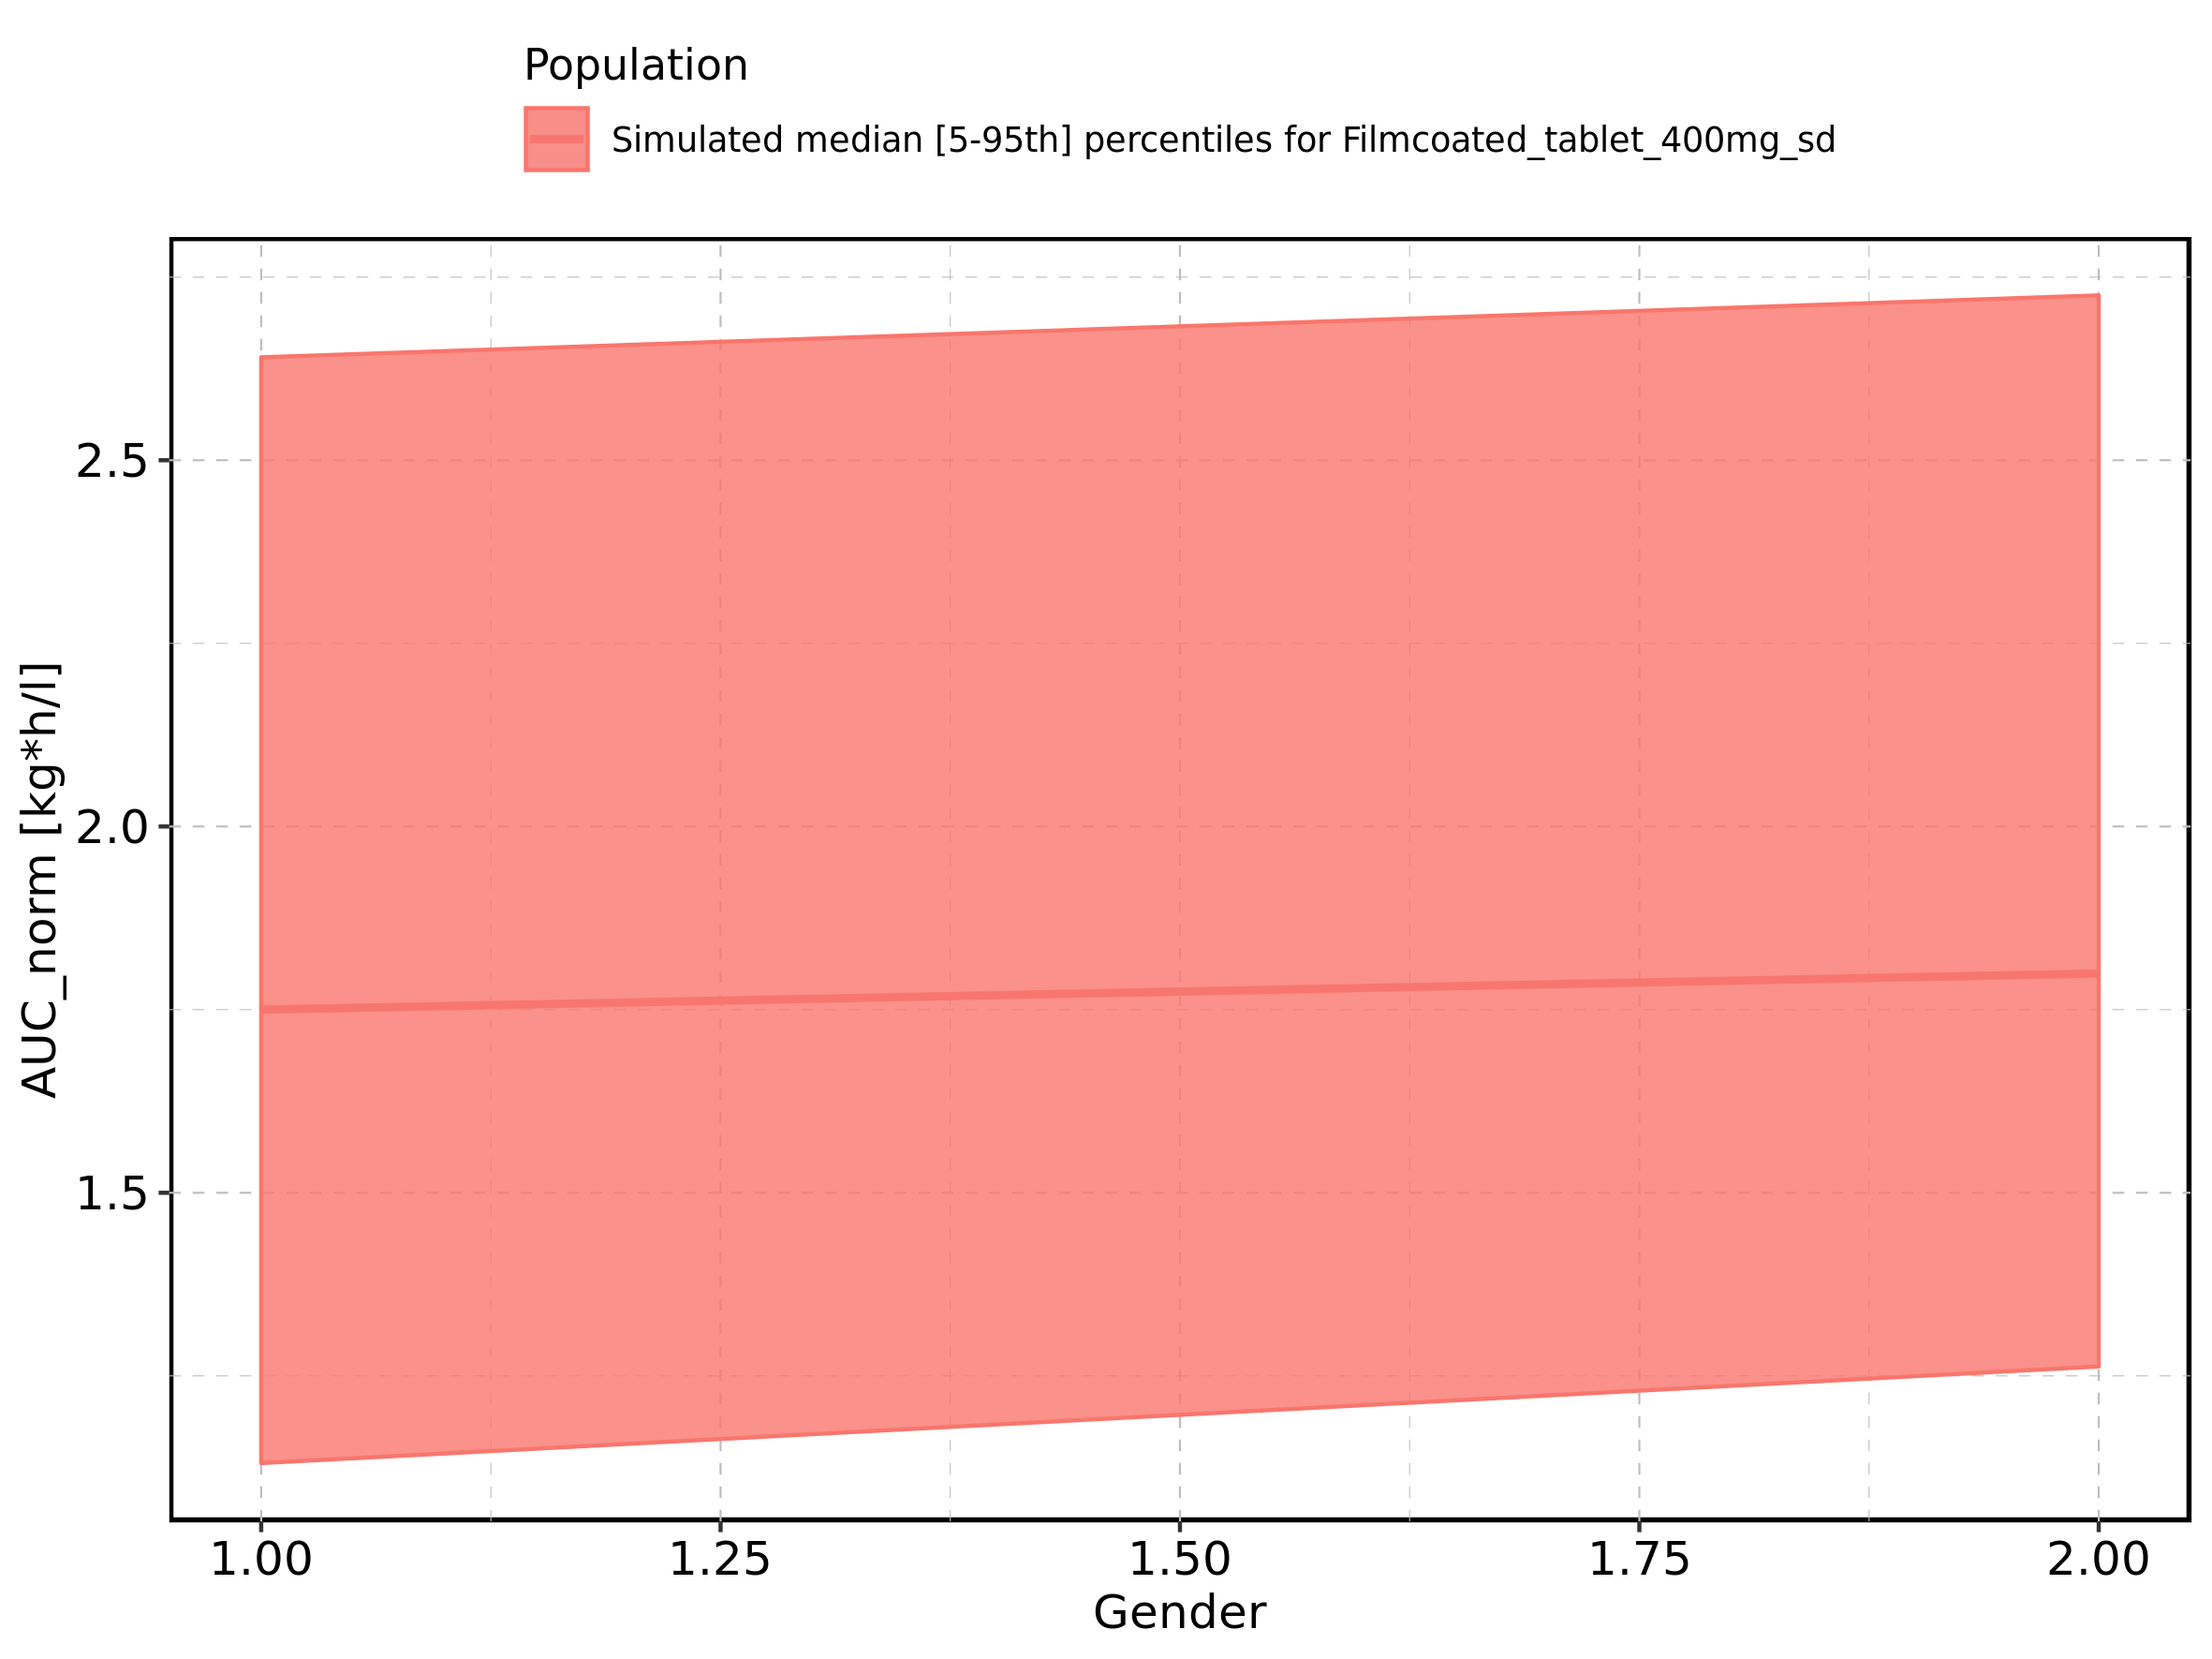 Population
Simulated median [5-95th] percentiles for Filmcoated_tablet_400mg_sd
AUC_norm [kg*h/l]
2.5
2.0
1.5
1.00 1.25 1.50 1.75 2.00
Gender